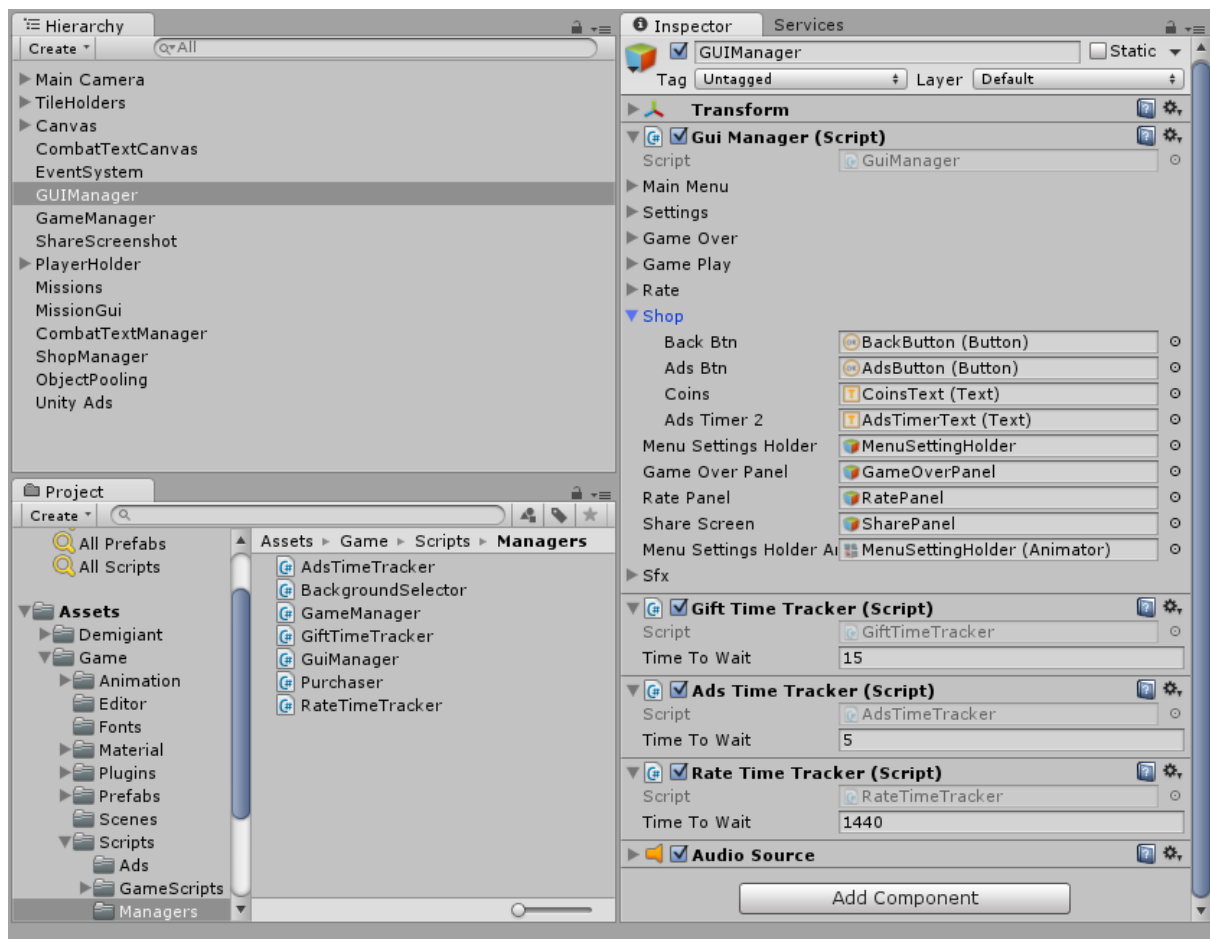 Hierarchy
Create
All
Main Camera
TileHolders
Canvas
CombatTextCanvas
EventSystem
GUIManager
GameManager
ShareScreenshot
PlayerHolder
Missions
MissionGui
CombatTextManager
ShopManager
ObjectPooling
Unity Ads
Project
Create
All Prefabs
All Scripts
Assets
Demigiant
Game
Animation
Editor
Fonts
Material
Plugins
Prefabs
Scenes
Scripts
Ads
GameScripts
Managers
Assets Game Scripts Managers
AdsTimeTracker
BackgroundSelector
GameManager
GiftTimeTracker
GuiManager
Purchaser
RateTimeTracker
Inspector Services
GUIManager Static
Tag Untagged Layer Default
Transform
Gui Manager (Script)
Script GuiManager
Main Menu
Settings
Game Over
Game Play
Rate
Shop
Back Btn BackButton (Button)
Ads Btn AdsButton (Button)
Coins CoinsText (Text)
Ads Timer 2 AdsTimerText (Text)
Menu Settings Holder MenuSettingHolder
Game Over Panel GameOverPanel
Rate Panel RatePanel
Share Screen SharePanel
Menu Settings Holder A MenuSettingHolder (Animator)
Sfx
Gift Time Tracker (Script)
Script GiftTimeTracker
Time To Wait 15
Ads Time Tracker (Script)
Script AdsTimeTracker
Time To Wait 5
Rate Time Tracker (Script)
Script RateTimeTracker
Time To Wait 1440
Audio Source
Add Component